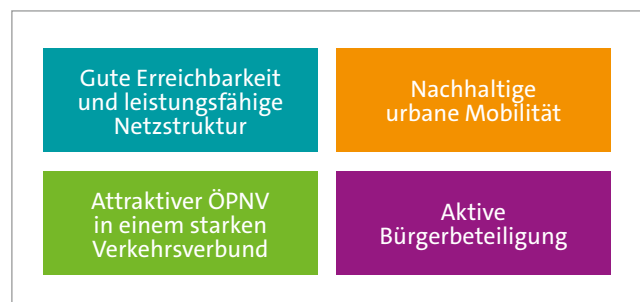 Gute Erreichbarkeit
und leistungsfähige
Netzstruktur
Nachhaltige
urbane Mobilität
Attraktiver ÖPNV
in einem starken
Verkehrsverbund
Aktive
Bürgerbeteiligung